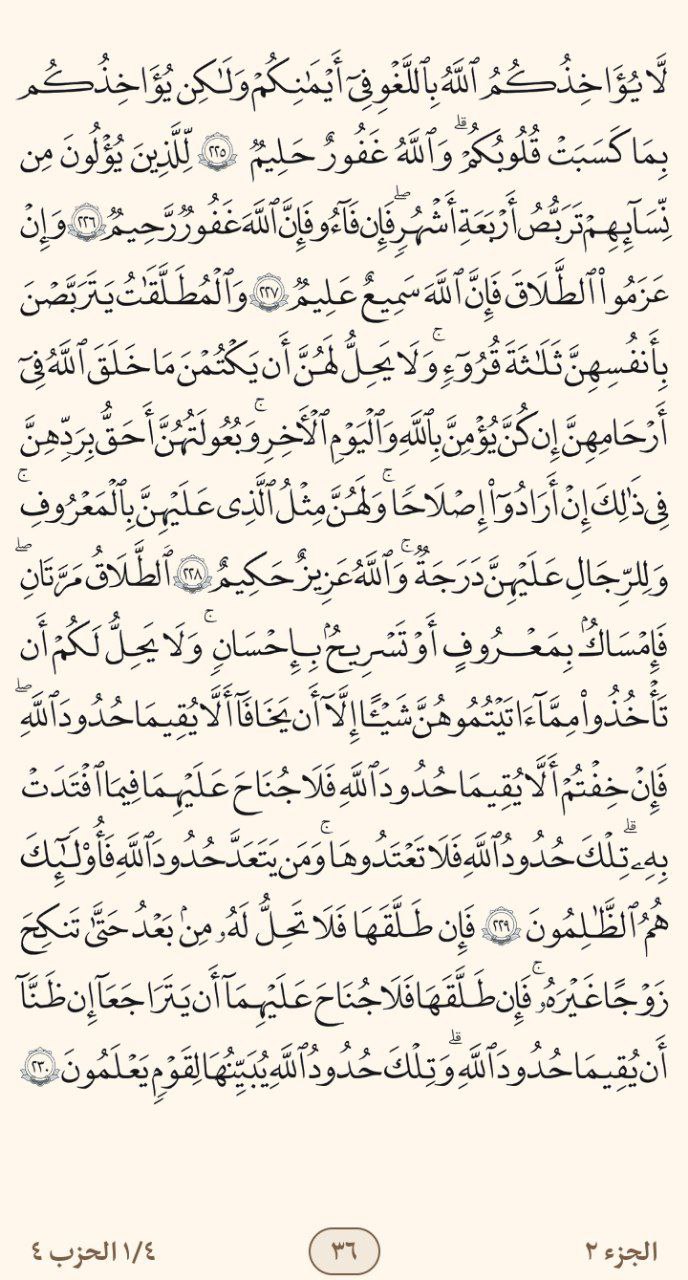 لَّا يُؤَاخِذُكُمُ ٱللَّهُ بِٱللَّغْوِ فِىٓ أَيْمَـٰنِكُمْ وَلَـٰكِن يُؤَاخِذُكُم
بِمَا كَسَبَتْ قُلُوبُكُمْ ۗ وَٱللَّهُ غَفُورٌ حَلِيمٌ ٢٢٥ لِّلَّذِينَ يُؤْلُونَ مِن
نِّسَآئِهِمْ تَرَبُّصُ أَرْبَعَةِ أَشْهُرٍ ۖ فَإِن فَآءُو فَإِنَّ ٱللَّهَ غَفُورٌ رَّحِيمٌ ٢٢٦ وَإِنْ
عَزَمُوا۟ ٱلطَّلَـٰقَ فَإِنَّ ٱللَّهَ سَمِيعٌ عَلِيمٌ ٢٢٧ وَٱلْمُطَلَّقَـٰتُ يَتَرَبَّصْنَ
بِأَنفُسِهِنَّ ثَلَـٰثَةَ قُرُوٓءٍ ۚ وَلَا يَحِلُّ لَهُنَّ أَن يَكْتُمْنَ مَا خَلَقَ ٱللَّهُ فِىٓ
أَرْحَامِهِنَّ إِن كُنَّ يُؤْمِنَّ بِٱللَّهِ وَٱلْيَوْمِ ٱلْـَٔاخِرِ ۚ وَبُعُولَتُهُنَّ أَحَقُّ بِرَدِّهِنَّ
فِى ذَٰلِكَ إِنْ أَرَادُوٓا۟ إِصْلَـٰحًا ۚ وَلَهُنَّ مِثْلُ ٱلَّذِى عَلَيْهِنَّ بِٱلْمَعْرُوفِ ۚ
وَلِلرِّجَالِ عَلَيْهِنَّ دَرَجَةٌ ۗ وَٱللَّهُ عَزِيزٌ حَكِيمٌ ٢٢٨ ٱلطَّلَـٰقُ مَرَّتَانِ ۖ
فَإِمْسَاكٌۢ بِمَعْرُوفٍ أَوْ تَسْرِيحٌۢ بِإِحْسَـٰنٍ ۗ وَلَا يَحِلُّ لَكُمْ أَن
تَأْخُذُوا۟ مِمَّآ ءَاتَيْتُمُوهُنَّ شَيْـًٔا إِلَّآ أَن يَخَافَآ أَلَّا يُقِيمَا حُدُودَ ٱللَّهِ ۖ
فَإِنْ خِفْتُمْ أَلَّا يُقِيمَا حُدُودَ ٱللَّهِ فَلَا جُنَاحَ عَلَيْهِمَا فِيمَا ٱفْتَدَتْ
بِهِۦ ۗ تِلْكَ حُدُودُ ٱللَّهِ فَلَا تَعْتَدُوهَا ۚ وَمَن يَتَعَدَّ حُدُودَ ٱللَّهِ فَأُو۟لَـٰٓئِكَ
هُمُ ٱلظَّـٰلِمُونَ ٢٢٩ فَإِن طَلَّقَهَا فَلَا تَحِلُّ لَهُۥ مِنۢ بَعْدُ حَتَّىٰ تَنكِحَ
زَوْجًا غَيْرَهُۥ ۗ فَإِن طَلَّقَهَا فَلَا جُنَاحَ عَلَيْهِمَآ أَن يَتَرَاجَعَآ إِن ظَنَّآ
أَن يُقِيمَا حُدُودَ ٱللَّهِ ۗ وَتِلْكَ حُدُودُ ٱللَّهِ يُبَيِّنُهَا لِقَوْمٍ يَعْلَمُونَ ٢٣٠
الجزء ٢ ٣٦ ١/٤ الحزب ٤